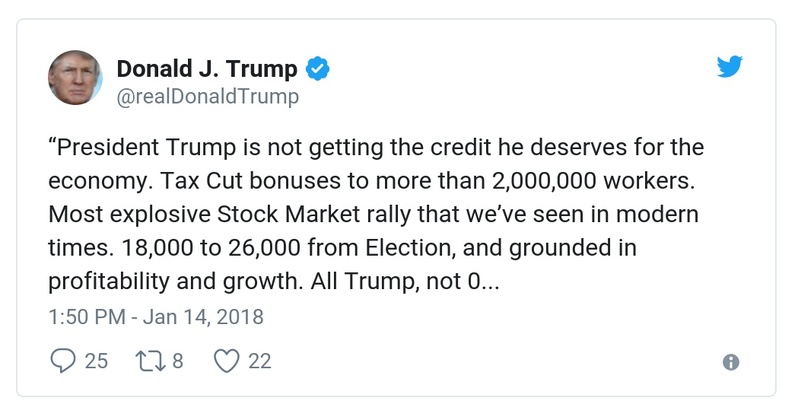 Donald J. Trump
@realDonaldTrump
“President Trump is not getting the credit he deserves for the
economy. Tax Cut bonuses to more than 2,000,000 workers.
Most explosive Stock Market rally that we’ve seen in modern
times. 18,000 to 26,000 from Election, and grounded in
profitability and growth. All Trump, not 0...
1:50 PM - Jan 14, 2018
25 8 22